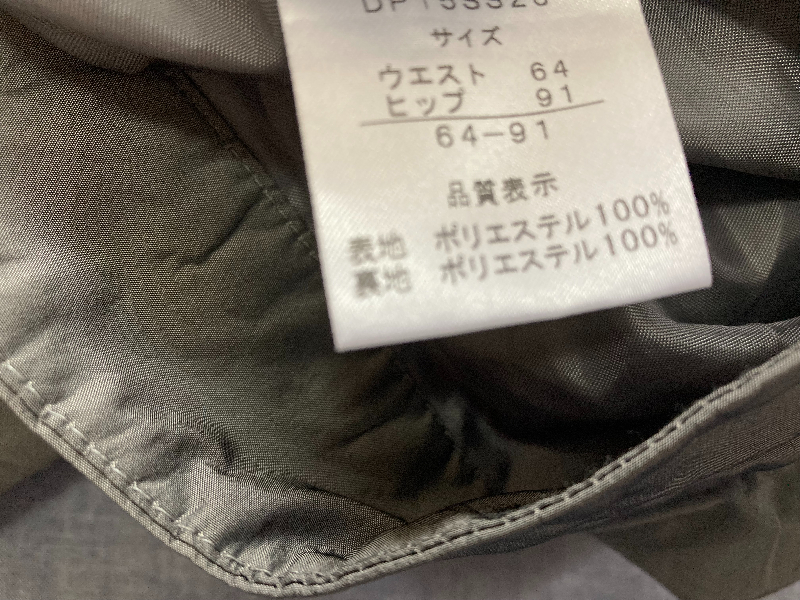 サイズ
ウエスト 64
ヒップ 91
64-91
品質表示
表地 ポリエステル100%
裏地 ポリエステル100%